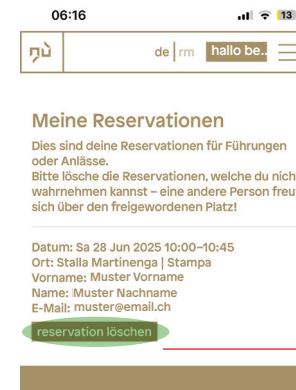 06:16
13
nù
de | rm
hallo be..
Meine Reservationen
Dies sind deine Reservationen für Führungen
oder Anlässe.
Bitte lösche die Reservationen, welche du nich
wahrnehmen kannst – eine andere Person freu
sich über den freigewordenen Platz!
Datum: Sa 28 Jun 2025 10:00–10:45
Ort: Stalla Martinenga | Stampa
Vorname: Muster Vorname
Name: Muster Nachname
E-Mail: muster@email.ch
reservation löschen